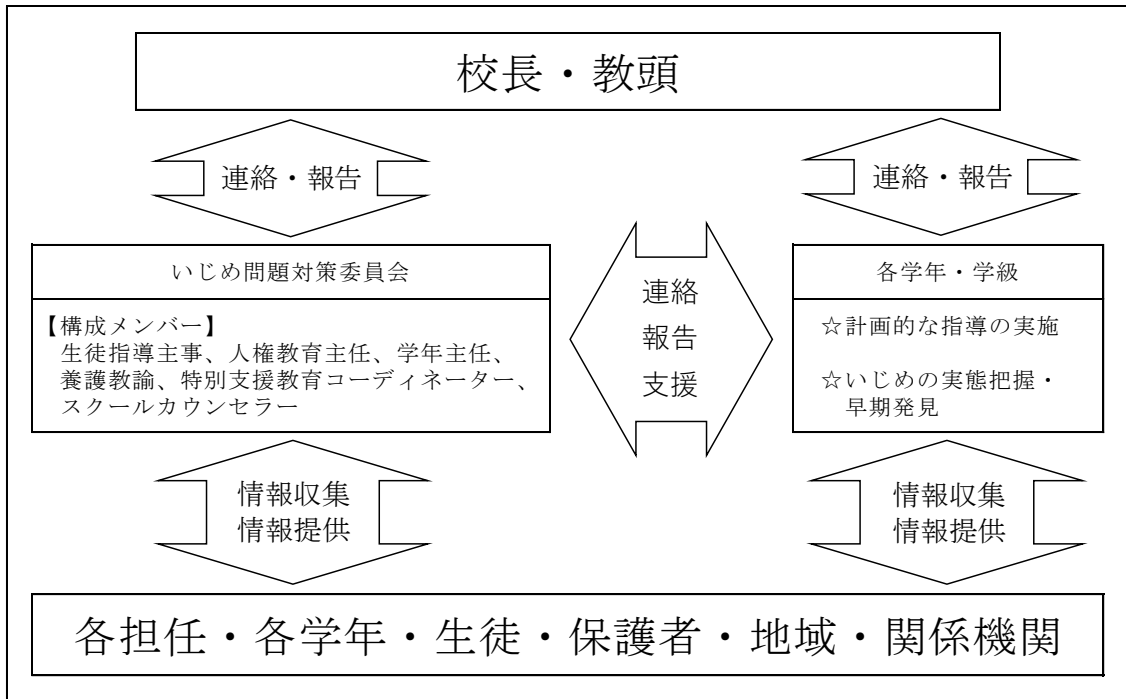 校長・教頭
連絡・報告
連絡・報告
いじめ問題対策委員会
【構成メンバー】
生徒指導主事、人権教育主任、学年主任、
養護教諭、特別支援教育コーディネーター、
スクールカウンセラー
連絡
報告
支援
各学年・学級
☆計画的な指導の実施
☆いじめの実態把握・
早期発見
情報収集
情報提供
情報収集
情報提供
各担任・各学年・生徒・保護者・地域・関係機関